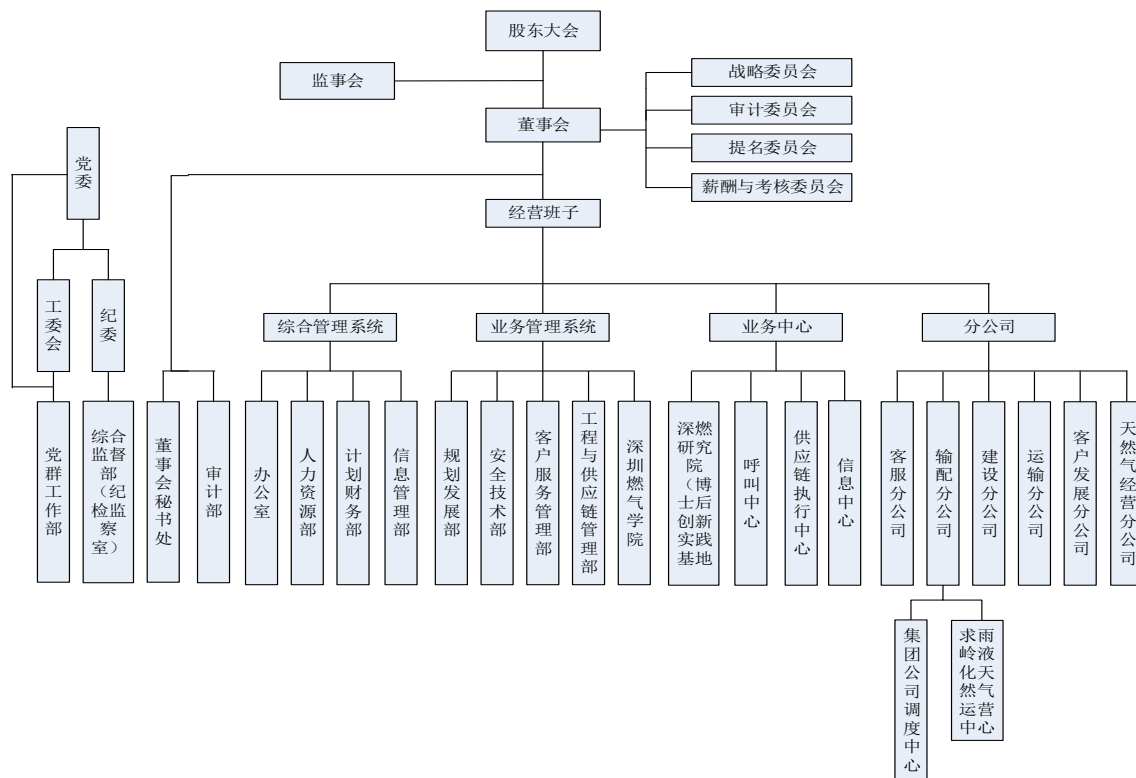 股东大会
监事会
董事会
战略委员会
审计委员会
提名委员会
薪酬与考核委员会
党委
经营班子
工委会
纪委
综合管理系统
业务管理系统
业务中心
分公司
党群工作部
综合监督部（纪检监察室）
董事会秘书处
审计部
办公室
人力资源部
计划财务部
信息管理部
规划发展部
安全技术部
客户服务管理部
工程与供应链管理部
深圳燃气学院
深燃研究院（博士后创新实践基地
呼叫中心
供应链执行中心
信息中心
客服分公司
输配分公司
建设分公司
运输分公司
客户发展分公司
天然气经营分公司
集团公司调度中心
求雨岭液化天然气运营中心